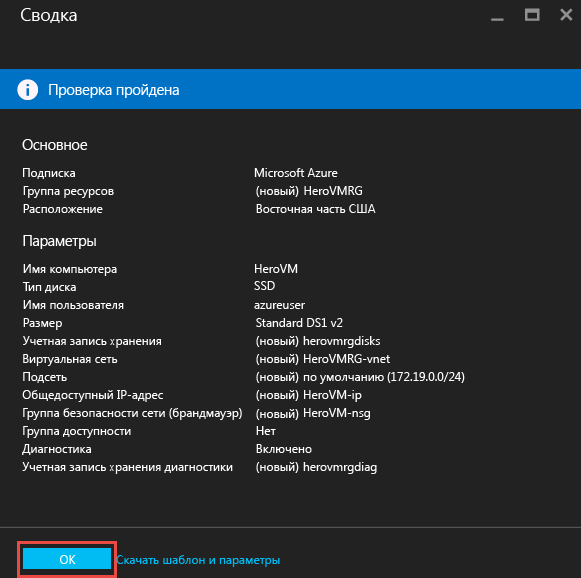 Сводка
Проверка пройдена
Основное
Подписка Microsoft Azure
Группа ресурсов (новый) HeroVMRG
Расположение Восточная часть США
Параметры
Имя компьютера HeroVM
Тип диска SSD
Имя пользователя azureuser
Размер Standard DS1 v2
Учетная запись хранения (новый) herovmrgdisks
Виртуальная сеть (новый) HeroVMRG-vnet
Подсеть (новый) по умолчанию (172.19.0.0/24)
Общедоступный IP-адрес (новый) HeroVM-ip
Группа безопасности сети (брандмауэр) (новый) HeroVM-nsg
Группа доступности Нет
Диагностика Включено
Учетная запись хранения диагностики (новый) herovmrgdiag
ОК Скачать шаблон и параметры